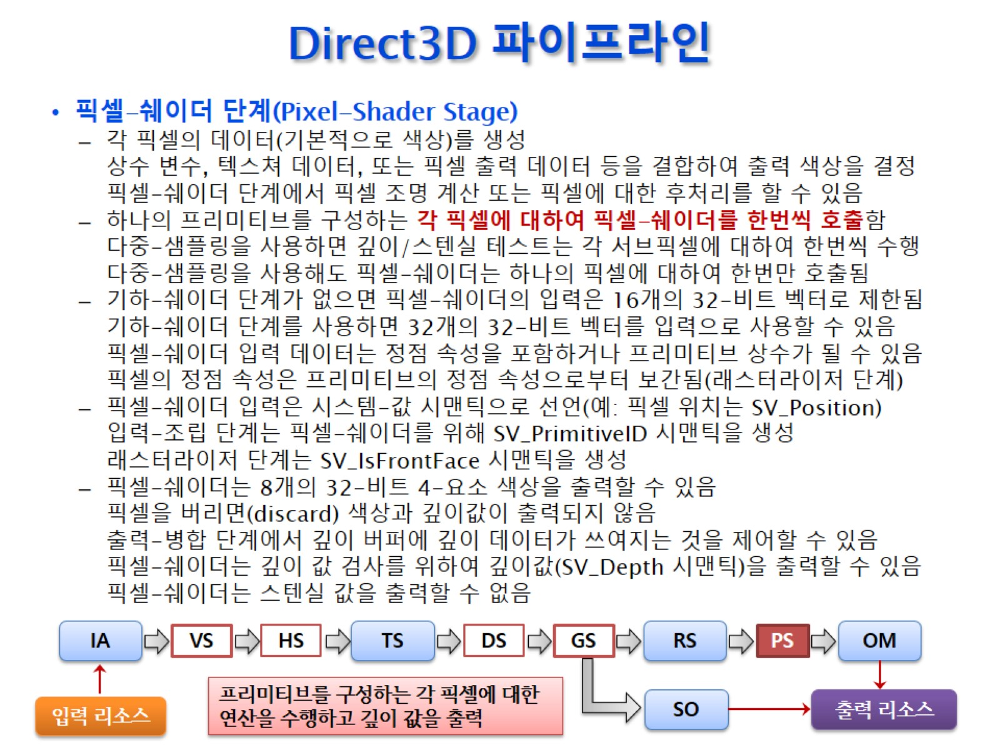 Direct3D 파이프라인
• 픽셀-쉐이더 단계(Pixel-Shader Stage)
– 각 픽셀의 데이터(기본적으로 색상)를 생성
상수 변수, 텍스쳐 데이터, 또는 픽셀 출력 데이터 등을 결합하여 출력 색상을 결정
픽셀-쉐이더 단계에서 픽셀 조명 계산 또는 픽셀에 대한 후처리를 할 수 있음
– 하나의 프리미티브를 구성하는 각 픽셀에 대하여 픽셀-쉐이더를 한번씩 호출함
다중-샘플링을 사용하면 깊이/스텐실 테스트는 각 서브픽셀에 대하여 한번씩 수행
다중-샘플링을 사용해도 픽셀-쉐이더는 하나의 픽셀에 대하여 한번만 호출됨
– 기하-쉐이더 단계가 없으면 픽셀-쉐이더의 입력은 16개의 32-비트 벡터로 제한됨
기하-쉐이더 단계를 사용하면 32개의 32-비트 벡터를 입력으로 사용할 수 있음
픽셀-쉐이더 입력 데이터는 정점 속성을 포함하거나 프리미티브 상수가 될 수 있음
픽셀의 정점 속성은 프리미티브의 정점 속성으로부터 보간됨(래스터라이저 단계)
– 픽셀-쉐이더 입력은 시스템-값 시맨틱으로 선언(예: 픽셀 위치는 SV_Position)
입력-조립 단계는 픽셀-쉐이더를 위해 SV_PrimitiveID 시맨틱을 생성
래스터라이저 단계는 SV_IsFrontFace 시맨틱을 생성
– 픽셀-쉐이더는 8개의 32-비트 4-요소 색상을 출력할 수 있음
픽셀을 버리면(discard) 색상과 깊이값이 출력되지 않음
출력-병합 단계에서 깊이 버퍼에 깊이 데이터가 쓰여지는 것을 제어할 수 있음
픽셀-쉐이더는 깊이 값 검사를 위하여 깊이값(SV_Depth 시맨틱)을 출력할 수 있음
픽셀-쉐이더는 스텐실 값을 출력할 수 없음
IA VS HS TS DS GS RS PS OM
프리미티브를 구성하는 각 픽셀에 대한
연산을 수행하고 깊이 값을 출력
입력 리소스 SO 출력 리소스